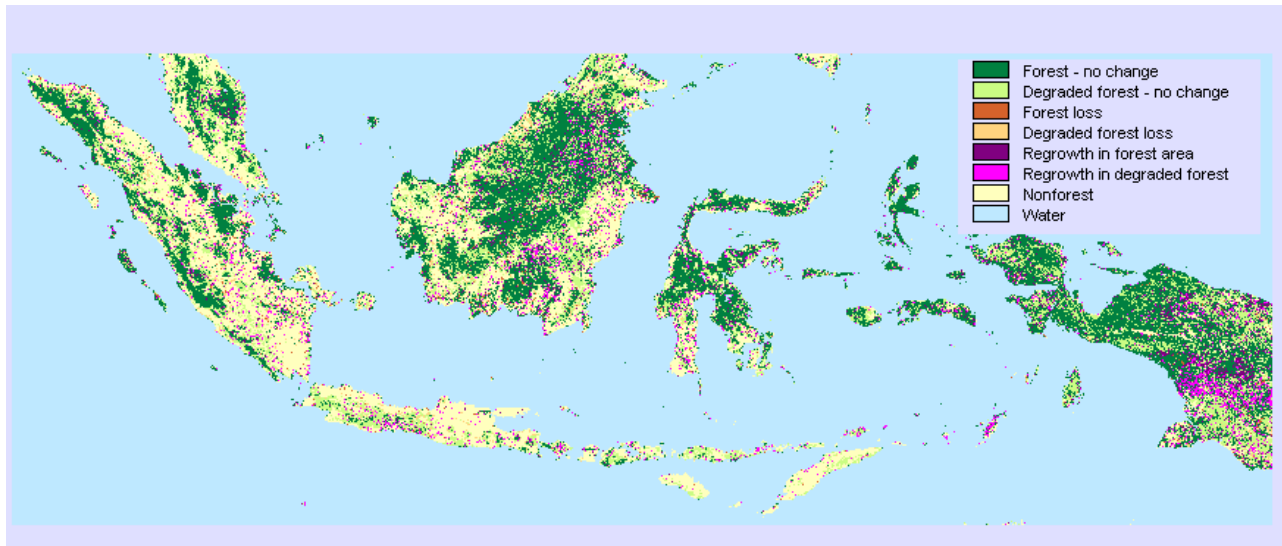 Forest - no change
Degraded forest - no change
Forest loss
Degraded forest loss
Regrowth in forest area
Regrowth in degraded forest
Nonforest
Water